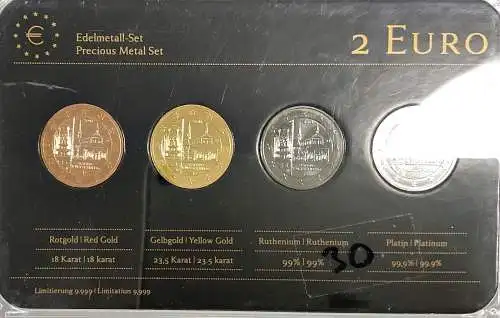 Edelmetall-Set
Precious Metal Set
2 EURO
Rotgold | Red Gold
18 Karat | 18 karat
Gelbgold | Yellow Gold
23,5 Karat | 23.5 karat
Ruthenium | Ruthenium
99% | 99%
Platin | Platinum
99,9% | 99.9%
30
Limitierung 9.999 | Limitation 9,999